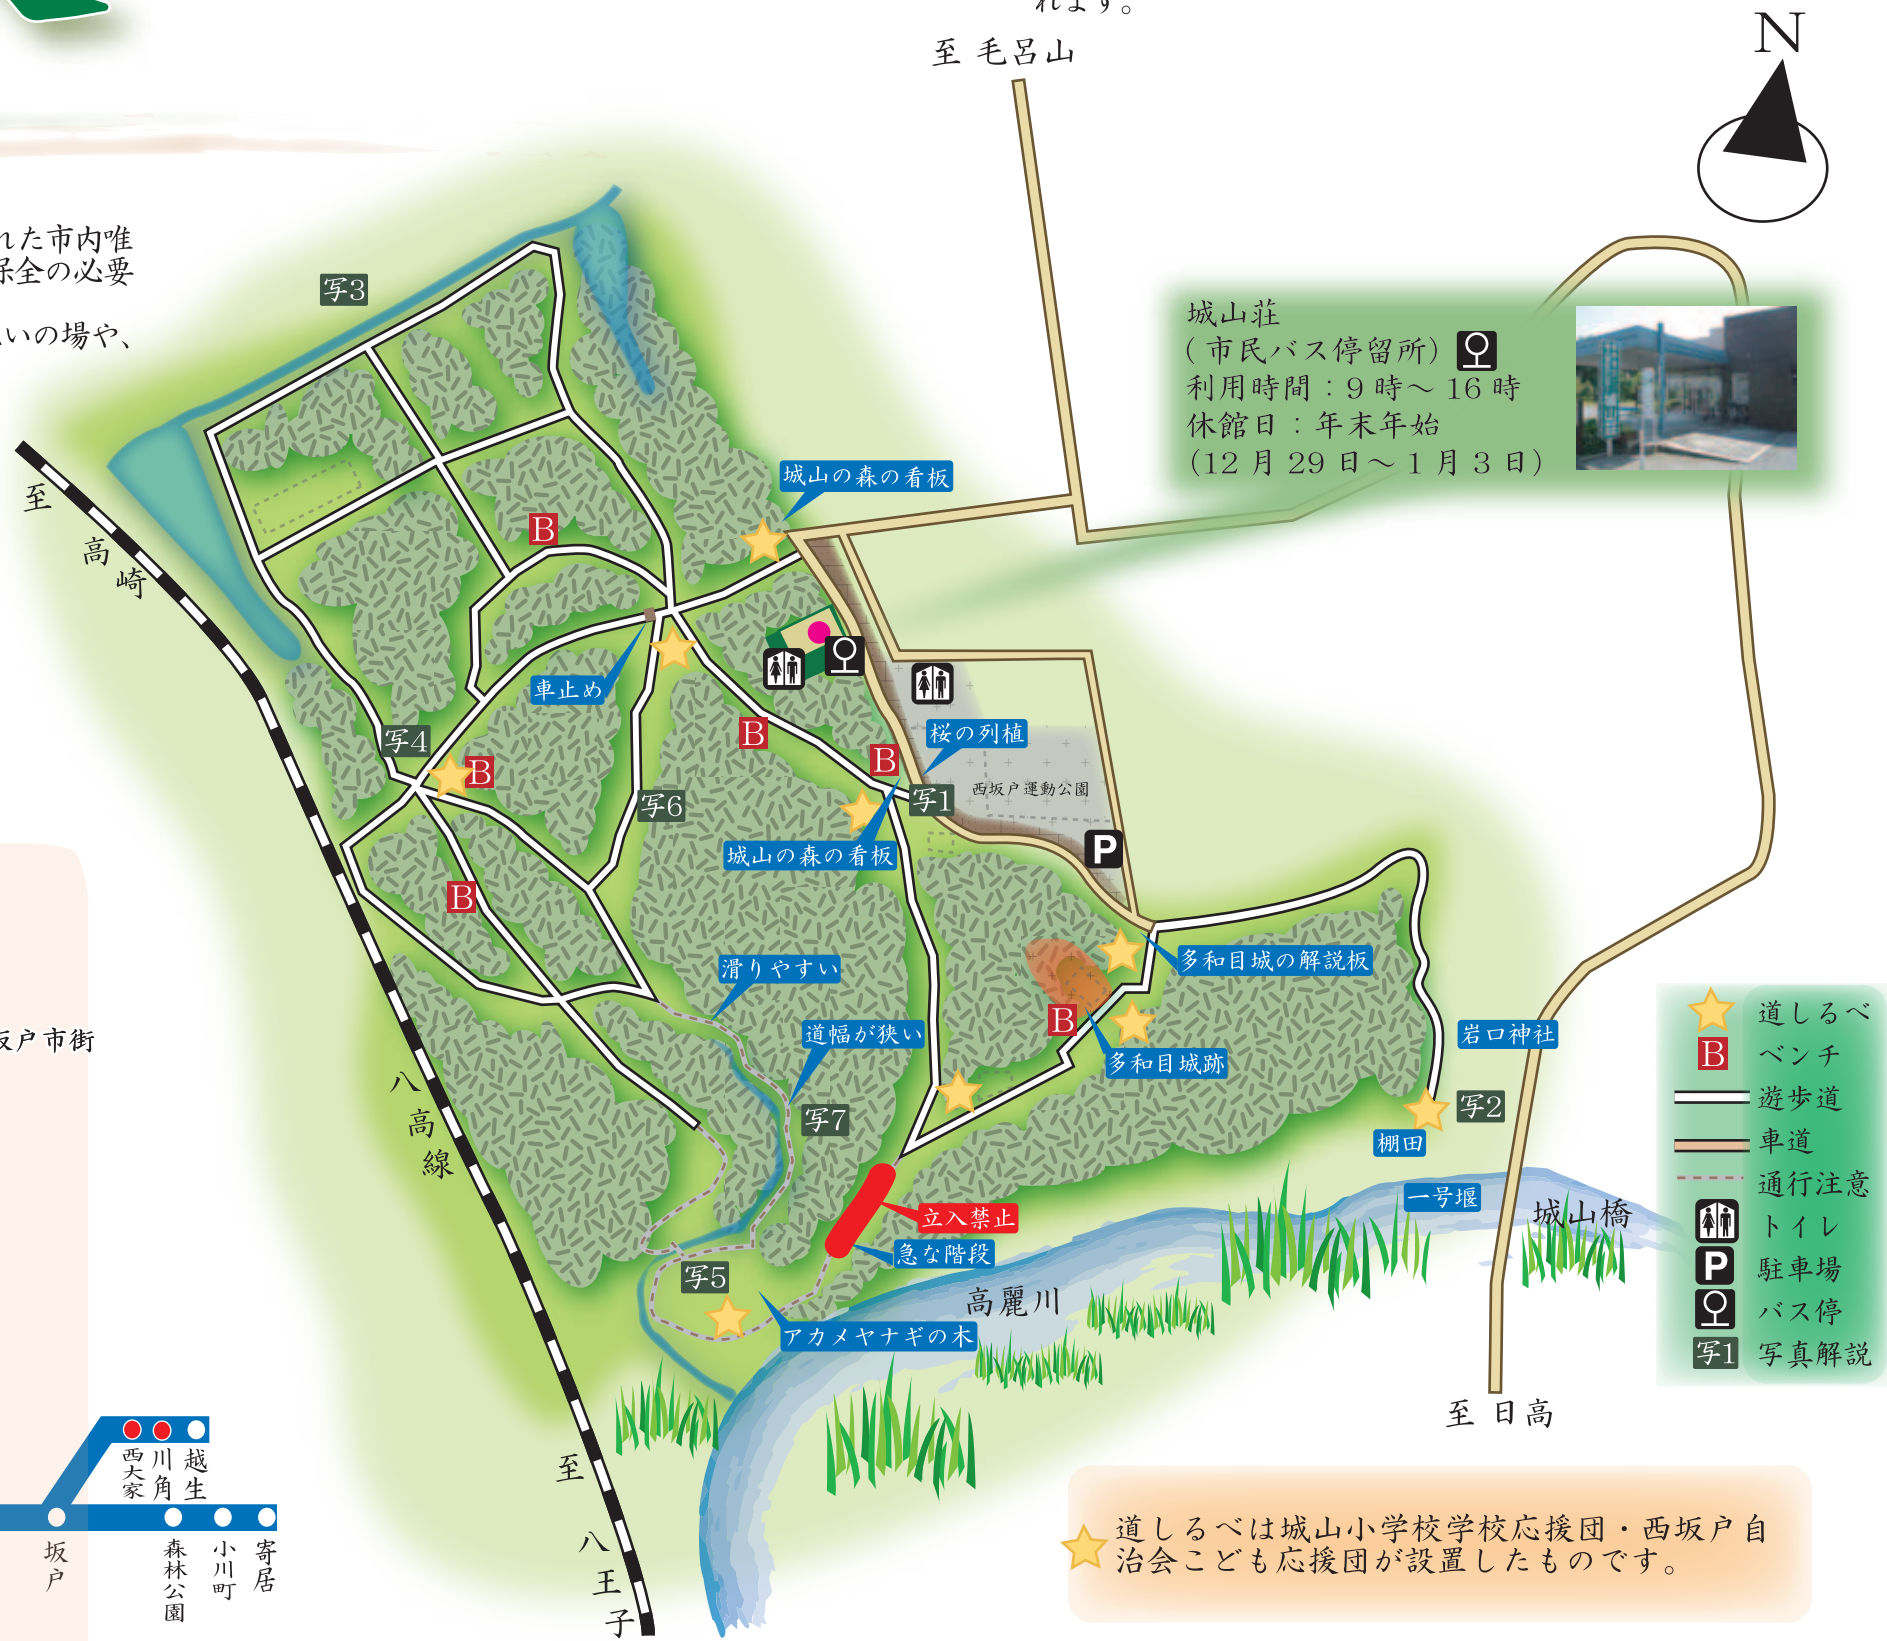 れます。
至 毛呂山
N
れた市内唯
保全の必要
いの場や、
写3
城山荘
(市民バス停留所)
利用時間：9時～16時
休館日：年末年始
(12月29日～1月3日)
城山の森の看板
至高崎
B
車止め
写4
B
B
B
桜の列植
西坂戸運動公園
写6
写1
城山の森の看板
P
B
滑りやすい
多和目城の解説板
道幅が狭い
B
多和目城跡
岩口神社
写7
写2
棚田
坂戸市街
八高線
立入禁止
急な階段
一号堰
城山橋
写5
高麗川
アカメヤナギの木
道しるべ
B ベンチ
遊歩道
車道
通行注意
トイレ
P 駐車場
バス停
写1 写真解説
至 日高
至八王子
西大家
川角
越生
坂戸
森林公園
小川町
寄居
道しるべは城山小学校学校応援団・西坂戸自
治会こども応援団が設置したものです。